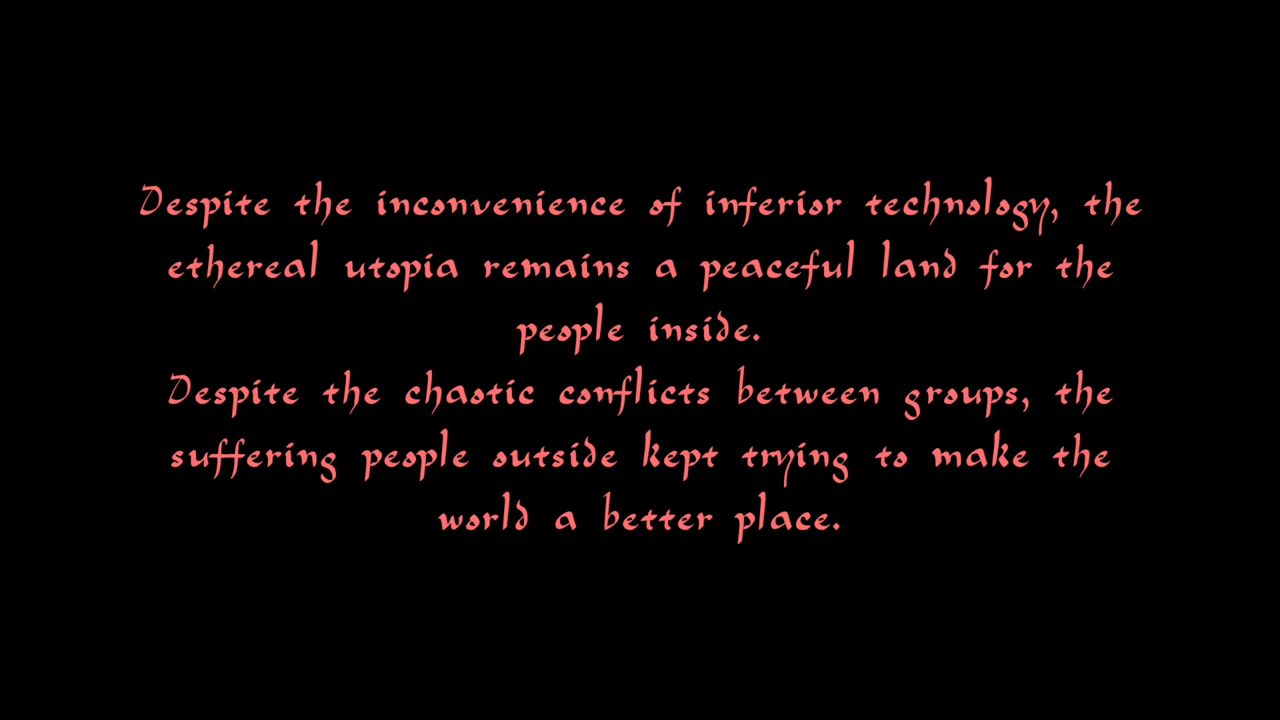 Despite the inconvenience of inferior technology, the
ethereal utopia remains a peaceful land for the
people inside.
Despite the chaotic conflicts between groups, the
suffering people outside kept trying to make the
world a better place.